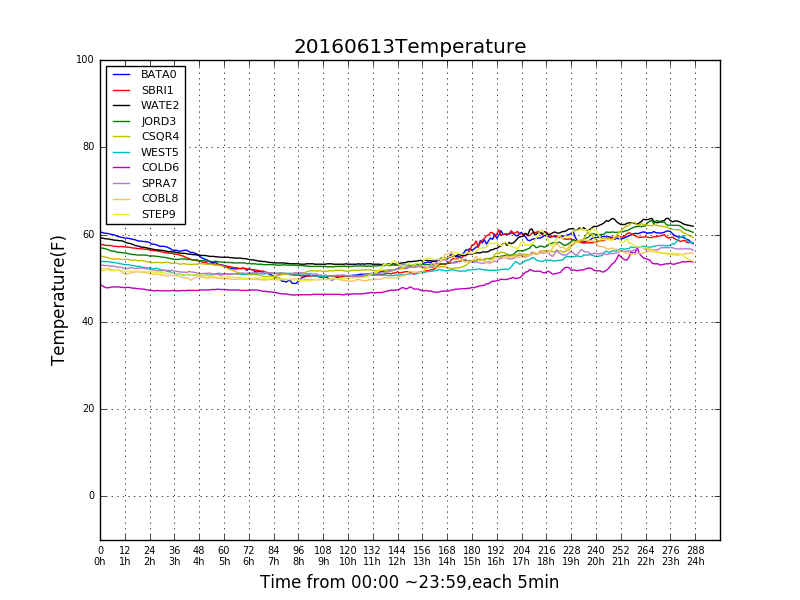 20160613Temperature
100
80
60
40
20
0
Temperature(F)
BATA0
SBRI1
WATE2
JORD3
CSQR4
WEST5
COLD6
SPRA7
COBL8
STEP9
0 12 24 36 48 60 72 84 96 108 120 132 144 156 168 180 192 204 216 228 240 252 264 276 288
0h 1h 2h 3h 4h 5h 6h 7h 8h 9h 10h 11h 12h 13h 14h 15h 16h 17h 18h 19h 20h 21h 22h 23h 24h
Time from 00:00 ~23:59,each 5min